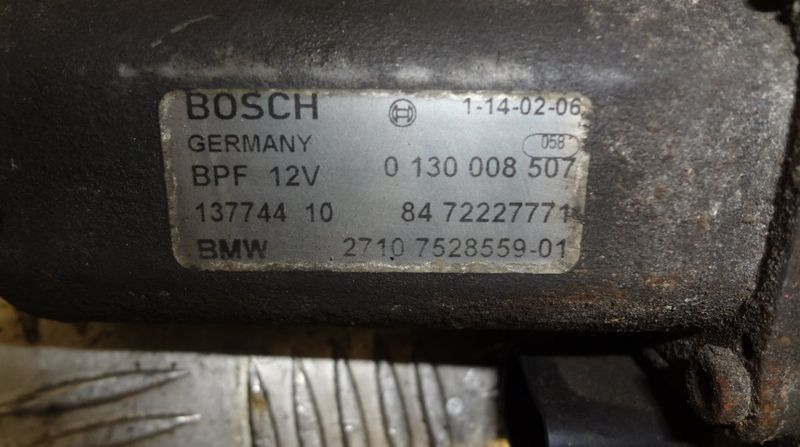 BOSCH 1-14-02-06
GERMANY 058
BPF 12V 0 130 008 507
137744 10 84 72227771
BMW 2710 7528559-01